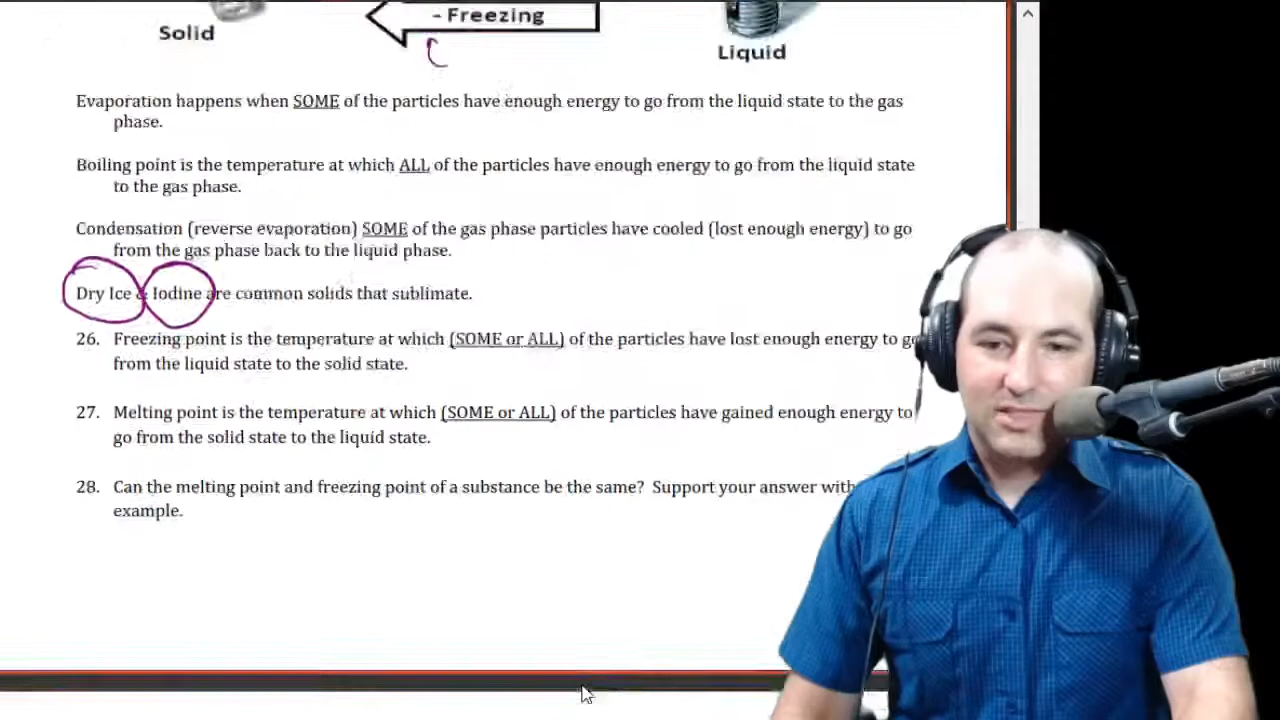 - Freezing
Solid
Liquid
Evaporation happens when SOME of the particles have enough energy to go from the liquid state to the gas
phase.
Boiling point is the temperature at which ALL of the particles have enough energy to go from the liquid state
to the gas phase.
Condensation (reverse evaporation) SOME of the gas phase particles have cooled (lost enough energy) to go
from the gas phase back to the liquid phase.
Dry Ice & Iodine are common solids that sublimate.
26. Freezing point is the temperature at which (SOME or ALL) of the particles have lost enough energy to go
from the liquid state to the solid state.
27. Melting point is the temperature at which (SOME or ALL) of the particles have gained enough energy to
go from the solid state to the liquid state.
28. Can the melting point and freezing point of a substance be the same? Support your answer with
example.